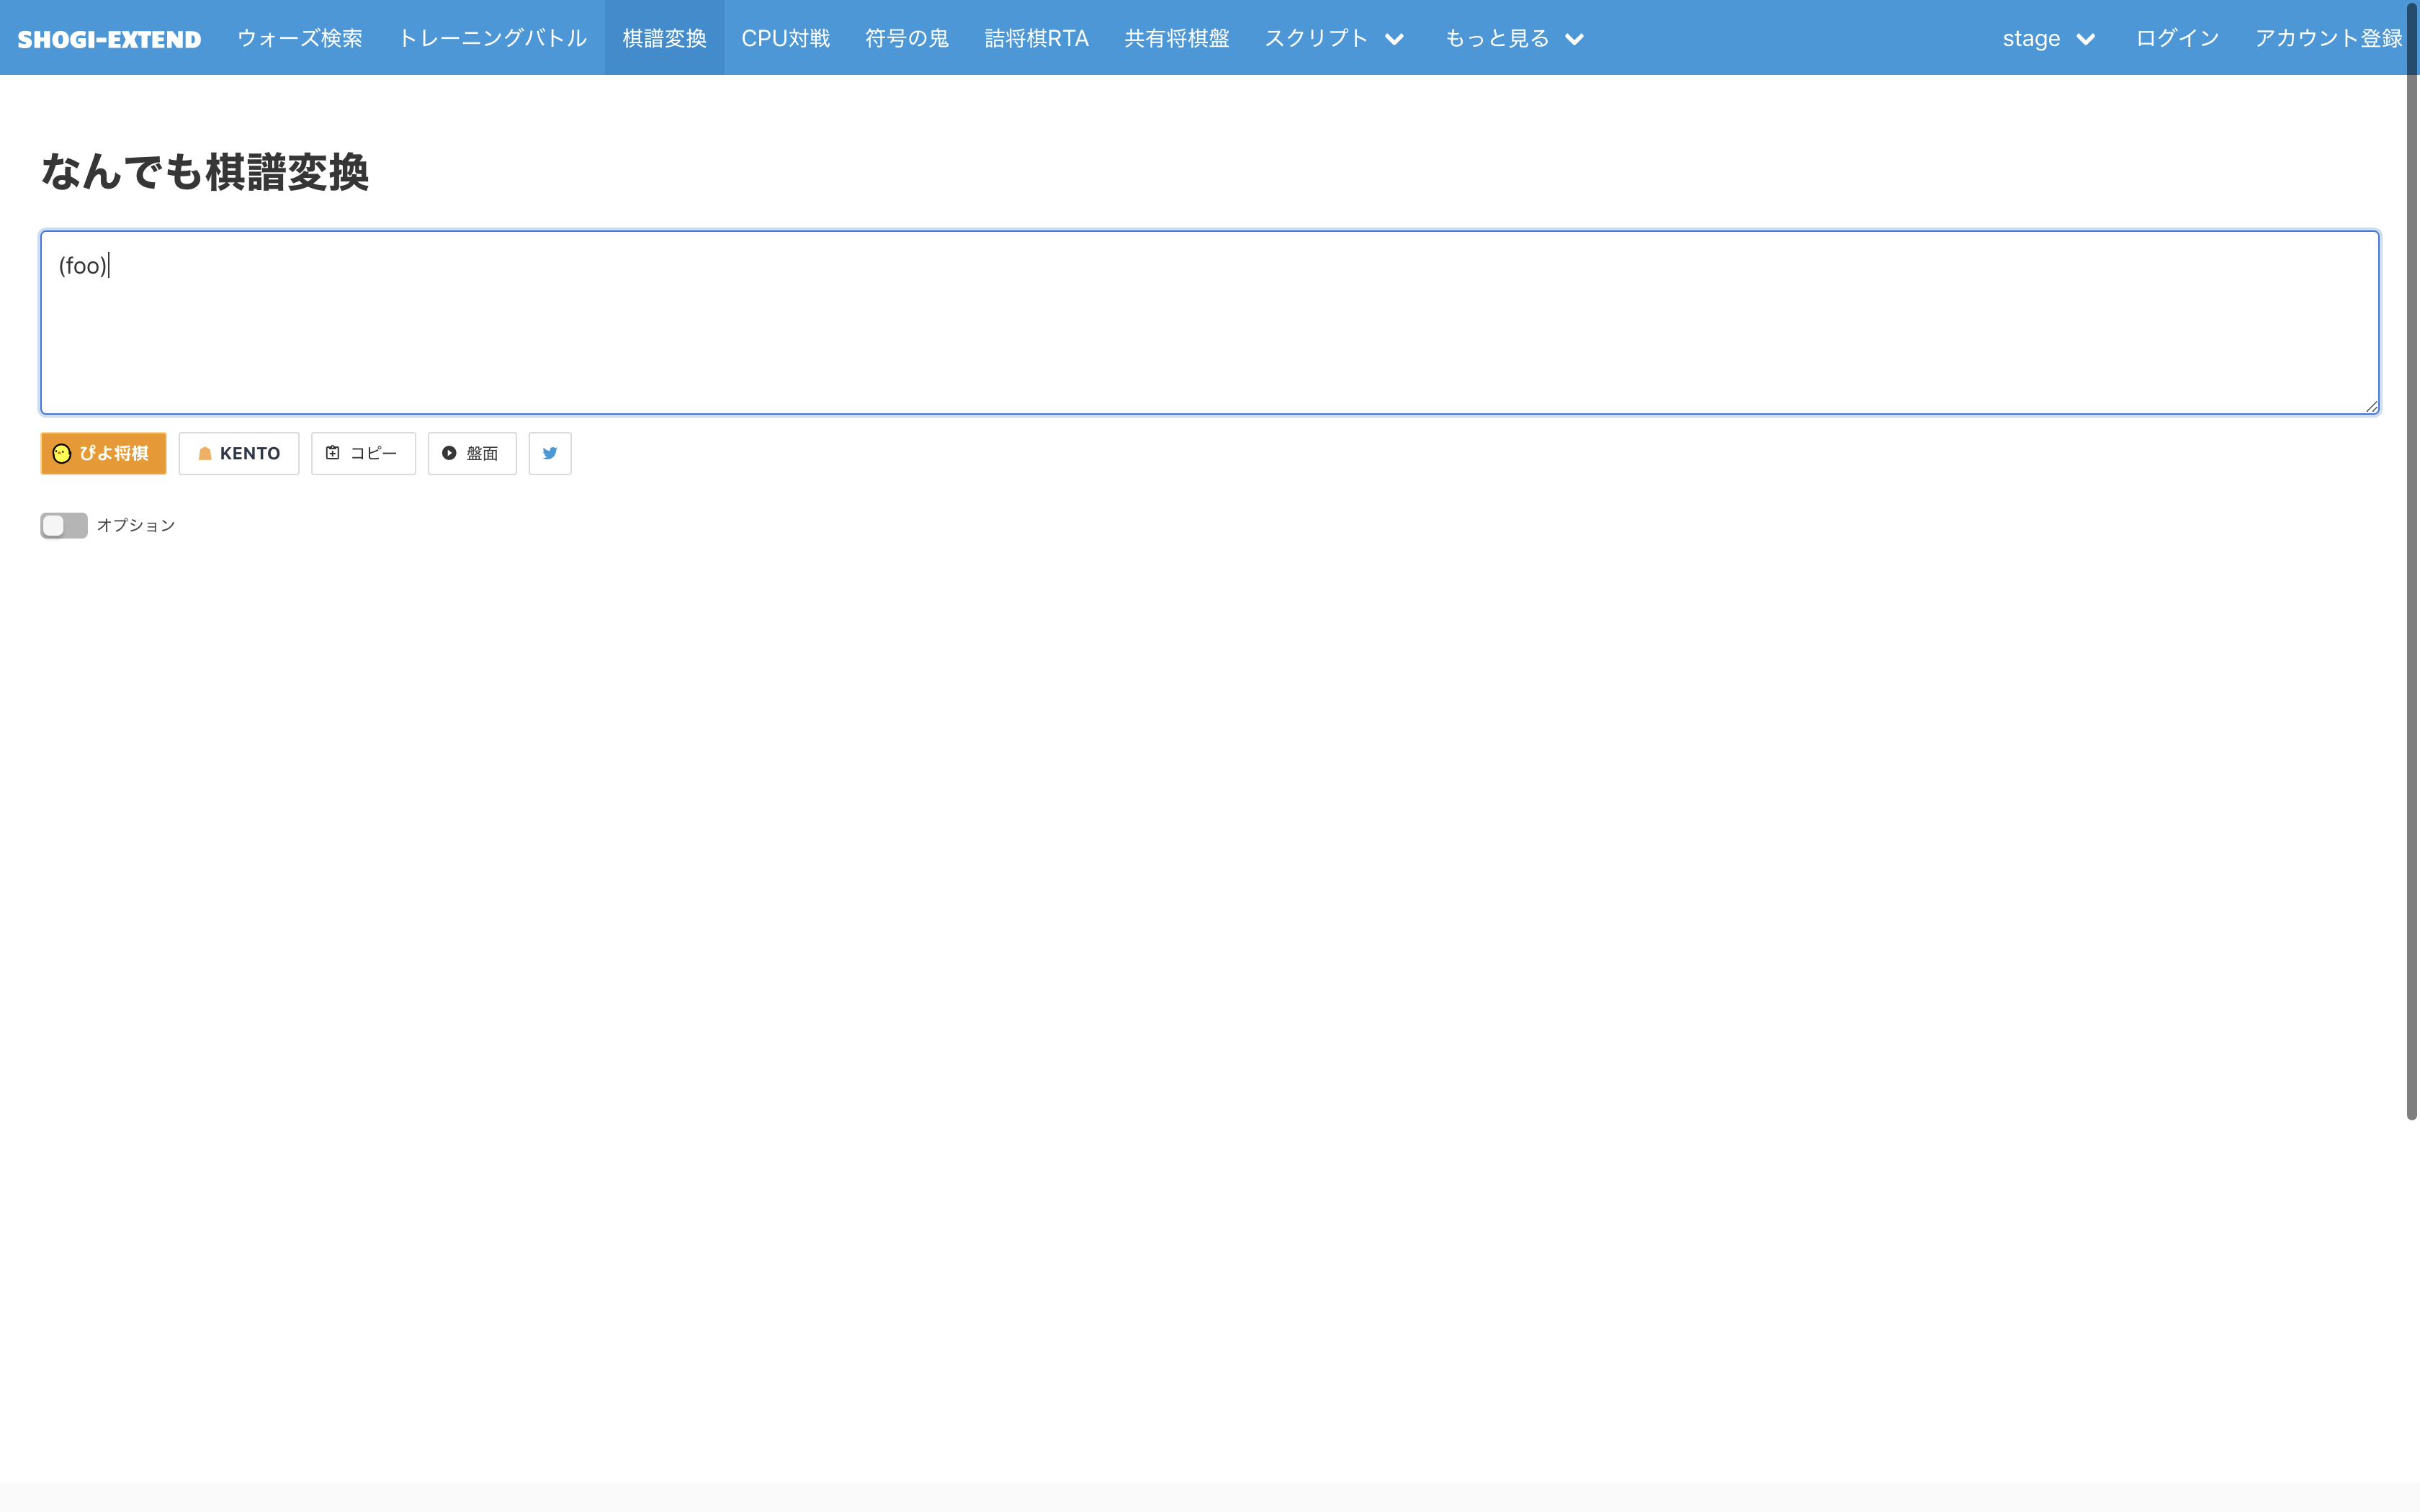 SHOGI-EXTEND ウォーズ検索 トレーニングバトル 棋譜変換 CPU対戦 符号の鬼 詰将棋RTA 共有将棋盤 スクリプト もっと見る stage ログイン アカウント登録
なんでも棋譜変換
(foo)
ぴよ将棋 KENTO コピー 盤面
オプション